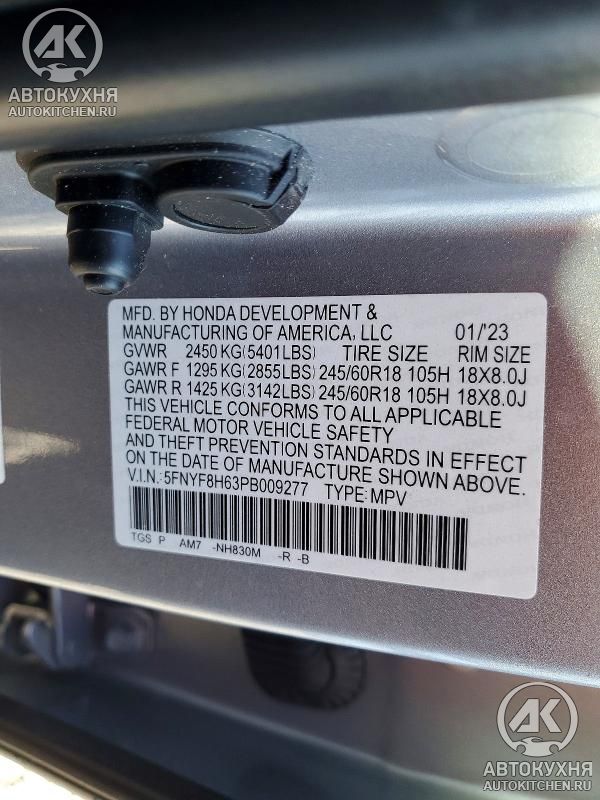 АК
АВТОКУХНЯ
AUTOKITCHEN.RU
MFD. BY HONDA DEVELOPMENT &
MANUFACTURING OF AMERICA, LLC 01/'23
GVWR 2450 KG(5401LBS) TIRE SIZE RIM SIZE
GAWR F 1295 KG(2855LBS) 245/60R18 105H 18X8.0J
GAWR R 1425 KG(3142LBS) 245/60R18 105H 18X8.0J
THIS VEHICLE CONFORMS TO ALL APPLICABLE
FEDERAL MOTOR VEHICLE SAFETY
AND THEFT PREVENTION STANDARDS IN EFFECT
ON THE DATE OF MANUFACTURE SHOWN ABOVE.
V.I.N.: 5FNYF8H63PB009277 TYPE:MPV
TGS P AM7 -NH830M -R -B
АК
АВТОКУХНЯ
AUTOKITCHEN.RU